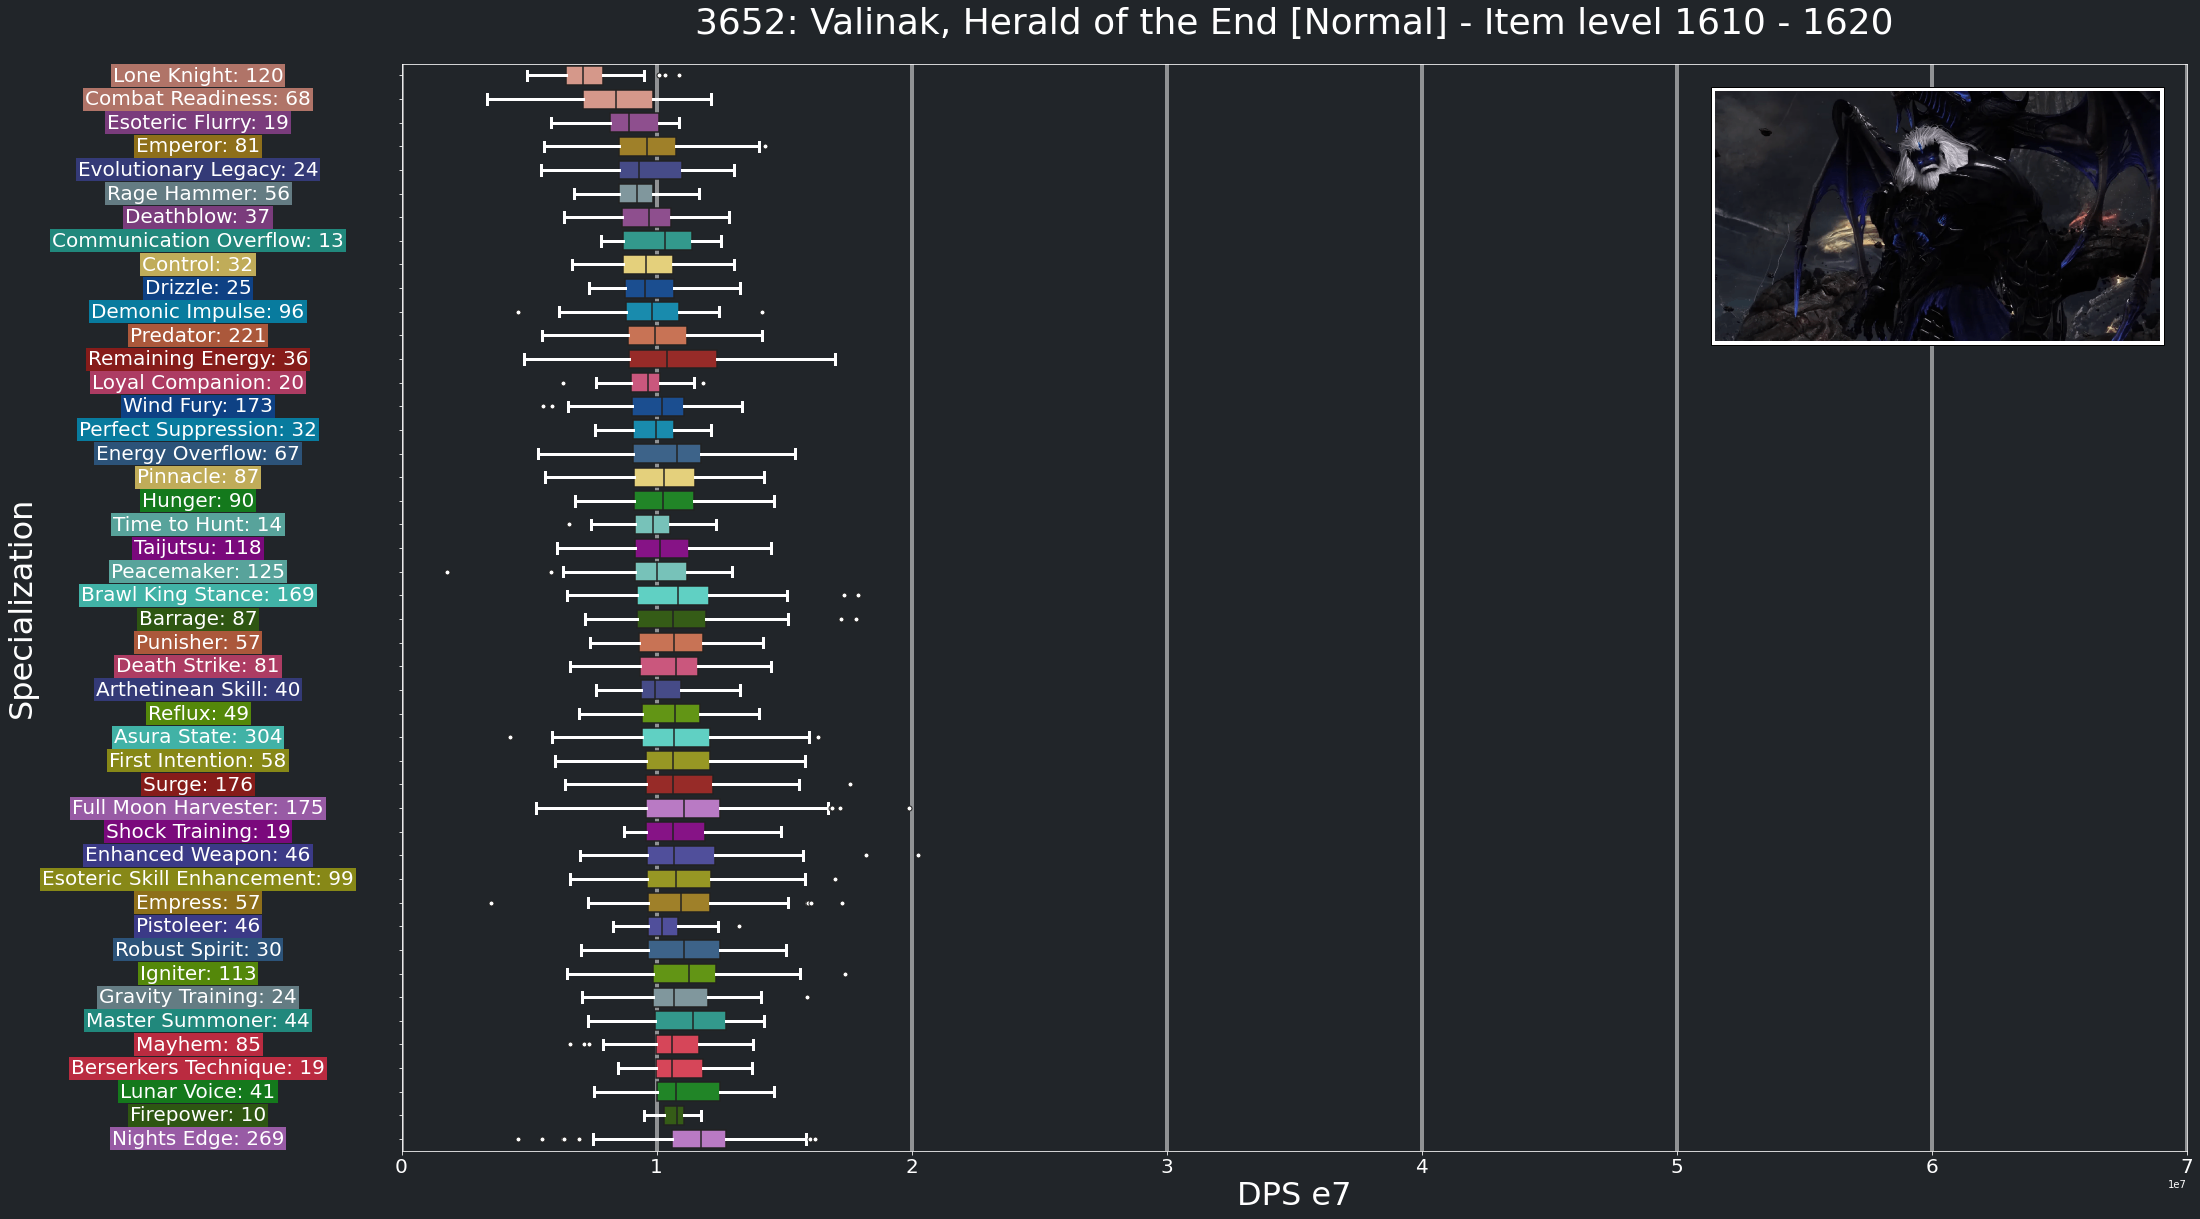 3652: Valinak, Herald of the End [Normal] - Item level 1610 - 1620
Lone Knight: 120
Combat Readiness: 68
Esoteric Flurry: 19
Emperor: 81
Evolutionary Legacy: 24
Rage Hammer: 56
Deathblow: 37
Communication Overflow: 13
Control: 32
Drizzle: 25
Demonic Impulse: 96
Predator: 221
Remaining Energy: 36
Loyal Companion: 20
Wind Fury: 173
Perfect Suppression: 32
Energy Overflow: 67
Pinnacle: 87
Hunger: 90
Time to Hunt: 14
Taijutsu: 118
Peacemaker: 125
Brawl King Stance: 169
Barrage: 87
Punisher: 57
Death Strike: 81
Arthetinean Skill: 40
Reflux: 49
Asura State: 304
First Intention: 58
Surge: 176
Full Moon Harvester: 175
Shock Training: 19
Enhanced Weapon: 46
Esoteric Skill Enhancement: 99
Empress: 57
Pistoleer: 46
Robust Spirit: 30
Igniter: 113
Gravity Training: 24
Master Summoner: 44
Mayhem: 85
Berserkers Technique: 19
Lunar Voice: 41
Firepower: 10
Nights Edge: 269
Specialization
0 1 2 3 4 5 6 7
1e7
DPS e7